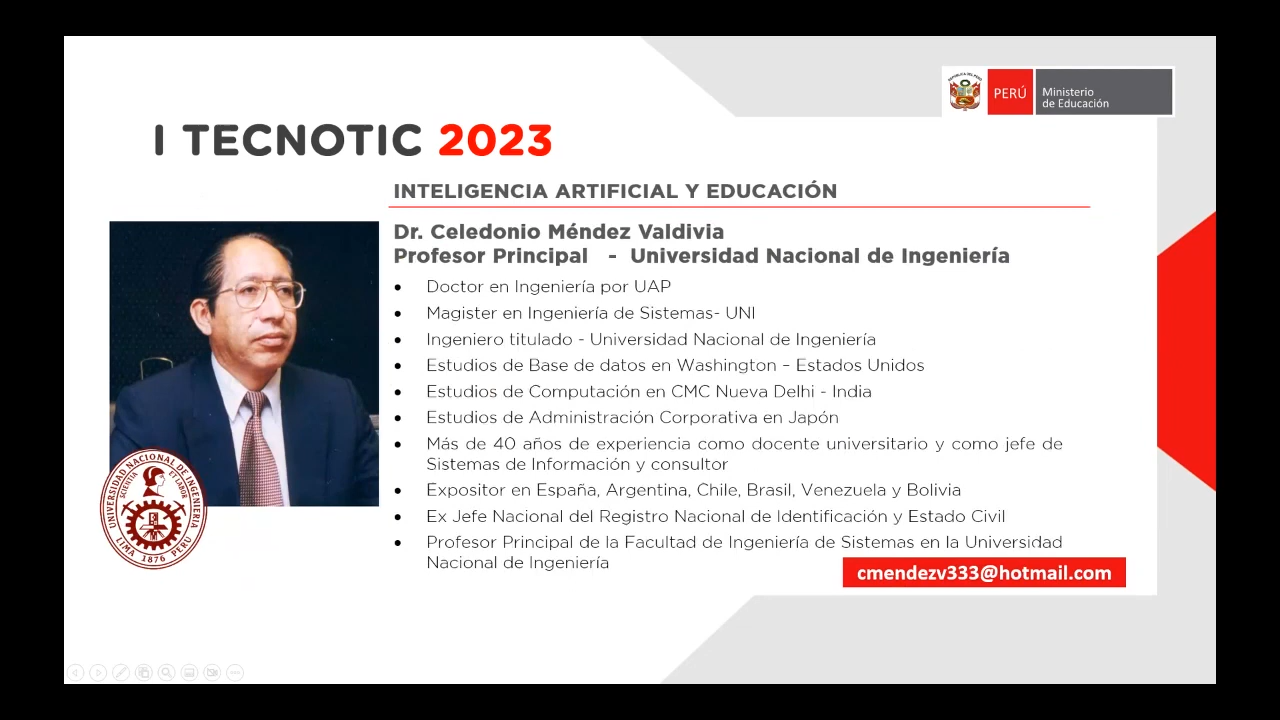 REPUBLICA DEL PERU
PERÚ
Ministerio
de Educación
I TECNOTIC 2023
INTELIGENCIA ARTIFICIAL Y EDUCACIÓN
Dr. Celedonio Méndez Valdivia
Profesor Principal - Universidad Nacional de Ingeniería
• Doctor en Ingeniería por UAP
• Magister en Ingeniería de Sistemas- UNI
• Ingeniero titulado - Universidad Nacional de Ingeniería
• Estudios de Base de datos en Washington – Estados Unidos
• Estudios de Computación en CMC Nueva Delhi - India
• Estudios de Administración Corporativa en Japón
• Más de 40 años de experiencia como docente universitario y como jefe de
Sistemas de Información y consultor
• Expositor en España, Argentina, Chile, Brasil, Venezuela y Bolivia
• Ex Jefe Nacional del Registro Nacional de Identificación y Estado Civil
• Profesor Principal de la Facultad de Ingeniería de Sistemas en la Universidad
Nacional de Ingeniería
cmendezv333@hotmail.com
UNIVERSIDAD NACIONAL DE INGENIERIA
SCIENTIA ET LABOR
LIMA 1876 PERU